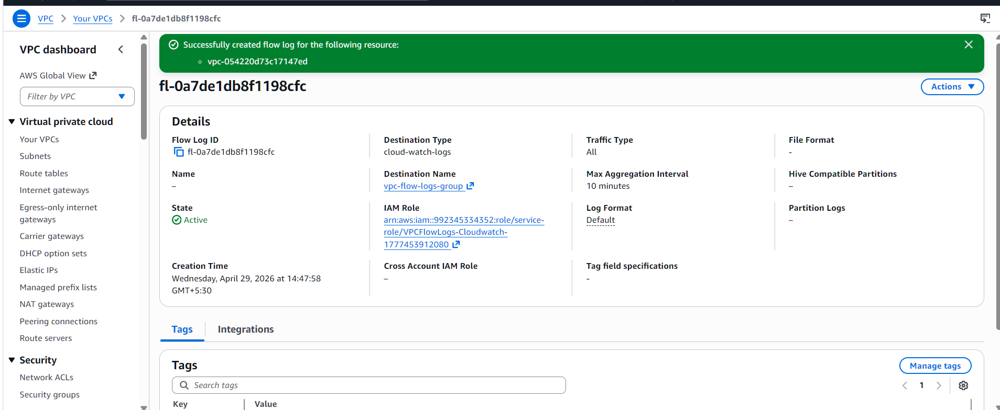 VPC > Your VPCs > fl-0a7de1db8f1198cfc
VPC dashboard
AWS Global View
Filter by VPC
Virtual private cloud
Your VPCs
Subnets
Route tables
Internet gateways
Egress-only internet
gateways
Carrier gateways
DHCP option sets
Elastic IPs
Managed prefix lists
NAT gateways
Peering connections
Route servers
Security
Network ACLs
Security groups
Successfully created flow log for the following resource:
vpc-054220d73c17147ed
fl-0a7de1db8f1198cfc
Actions
Details
Flow Log ID
fl-0a7de1db8f1198cfc
Destination Type
cloud-watch-logs
Traffic Type
All
File Format
-
Name
–
Destination Name
vpc-flow-logs-group
Max Aggregation Interval
10 minutes
Hive Compatible Partitions
–
State
Active
IAM Role
arn:aws:iam::992345334352:role/service-
role/VPCFlowLogs-Cloudwatch-
1777453912080
Log Format
Default
Partition Logs
–
Creation Time
Wednesday, April 29, 2026 at 14:47:58
GMT+5:30
Cross Account IAM Role
–
Tag field specifications
-
Tags
Integrations
Tags
Manage tags
Search tags
1
Key
Value